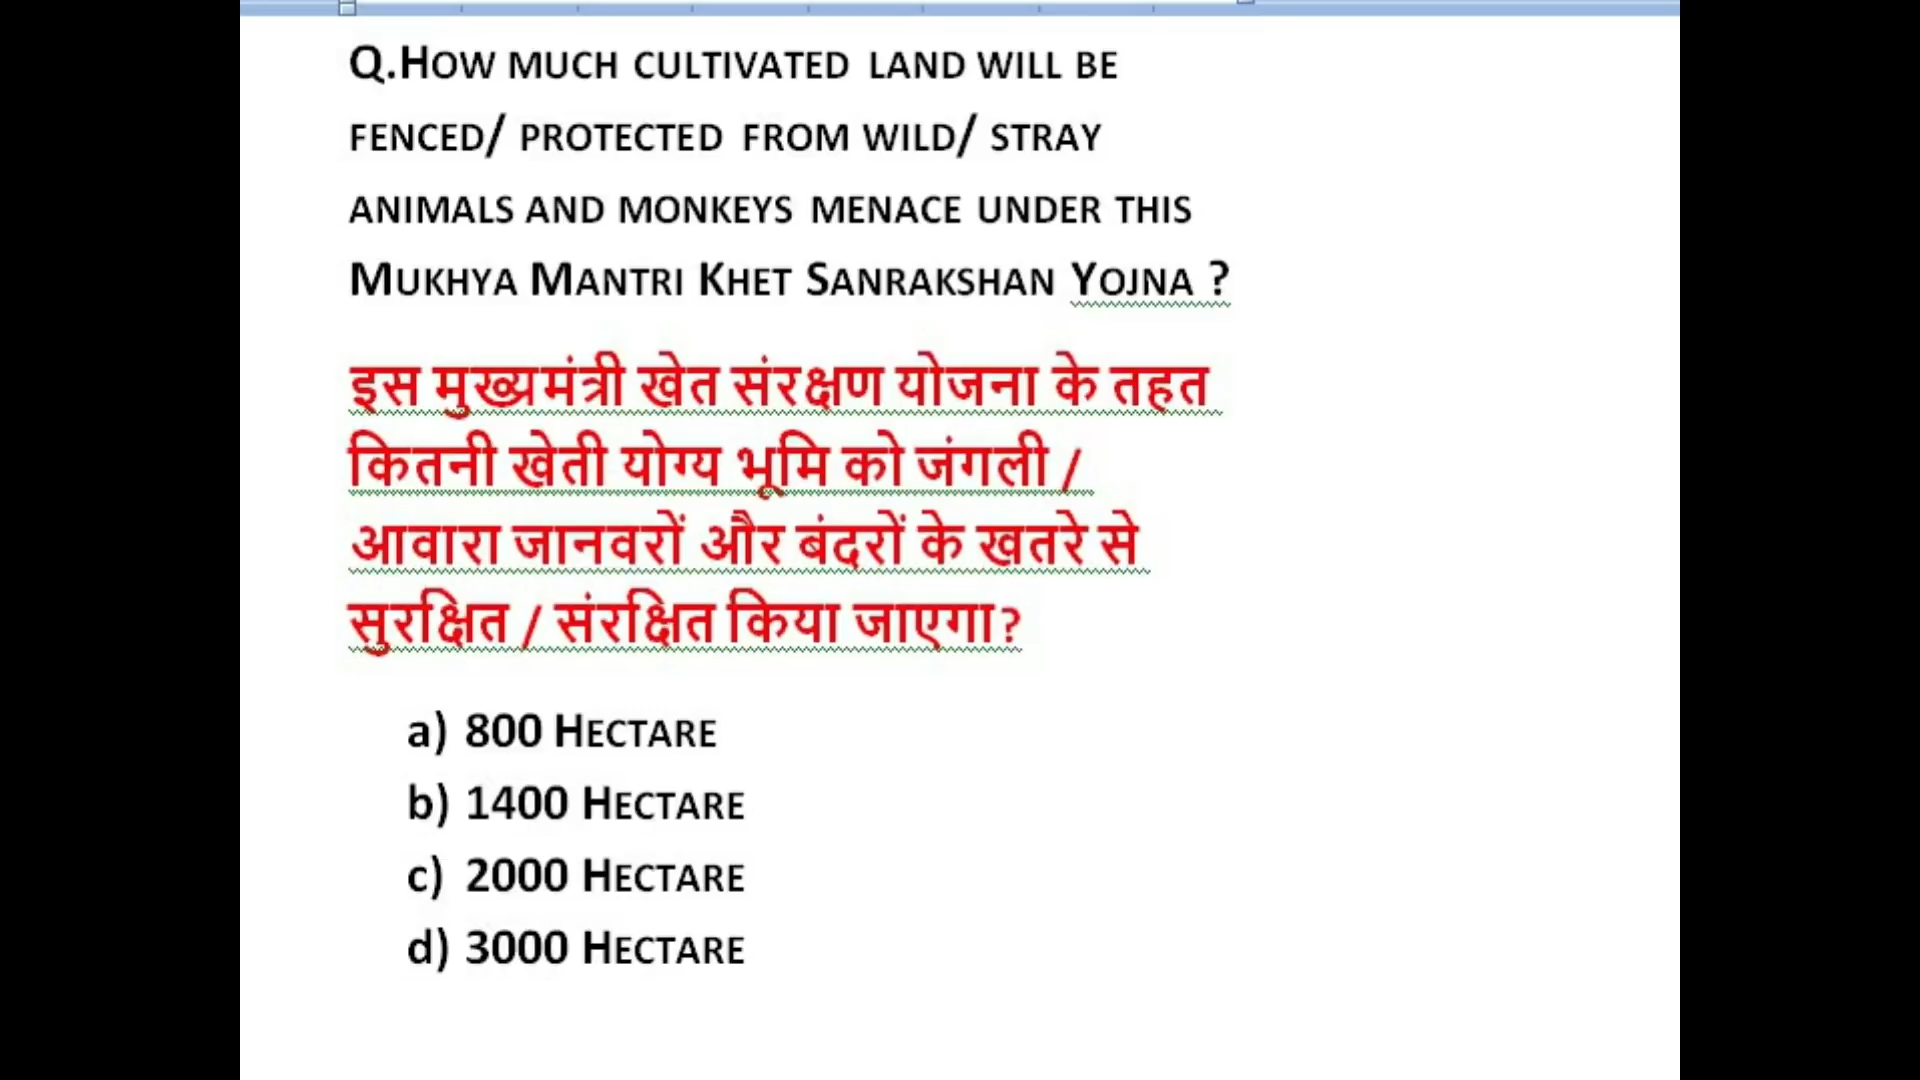 Q.How much cultivated land will be
fenced/ protected from wild/ stray
animals and monkeys menace under this
Mukhya Mantri Khet Sanrakshan Yojna ?
इस मुख्यमंत्री खेत संरक्षण योजना के तहत
कितनी खेती योग्य भूमि को जंगली /
आवारा जानवरों और बंदरों के खतरे से
सुरक्षित / संरक्षित किया जाएगा?
a) 800 Hectare
b) 1400 Hectare
c) 2000 Hectare
d) 3000 Hectare